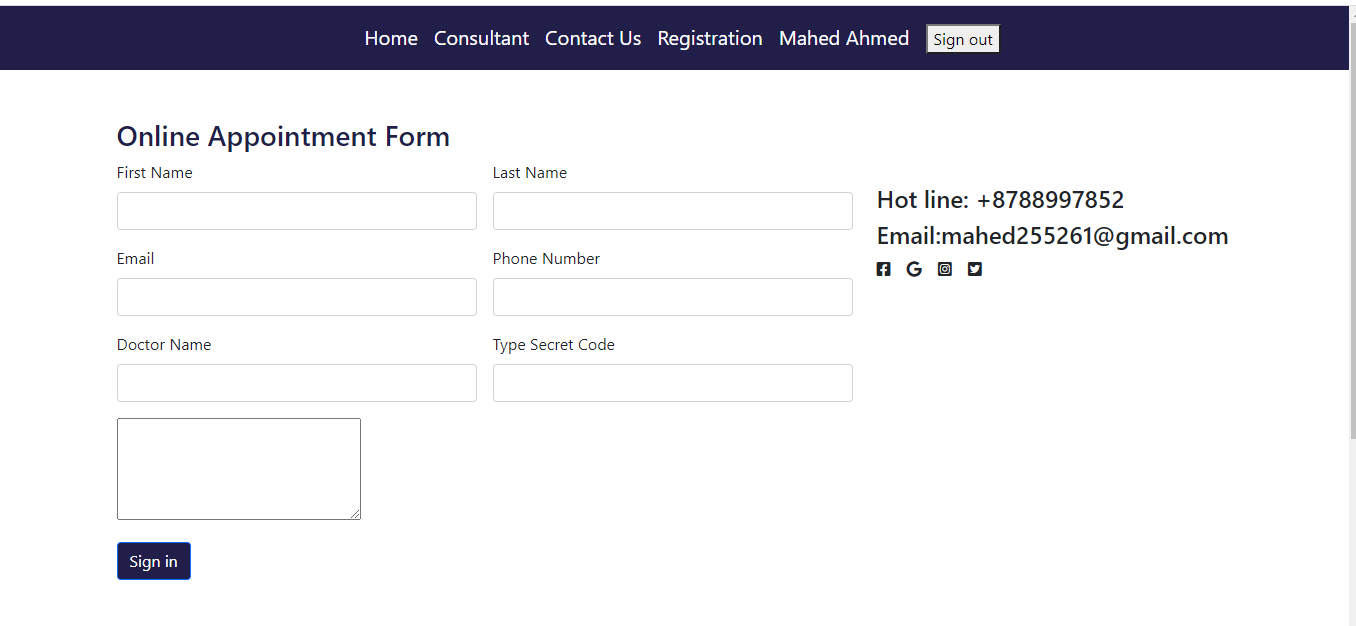 Home Consultant Contact Us Registration Mahed Ahmed Sign out
Online Appointment Form
First Name Last Name
Hot line: +8788997852
Email:mahed255261@gmail.com
Email Phone Number
Doctor Name Type Secret Code
Sign in